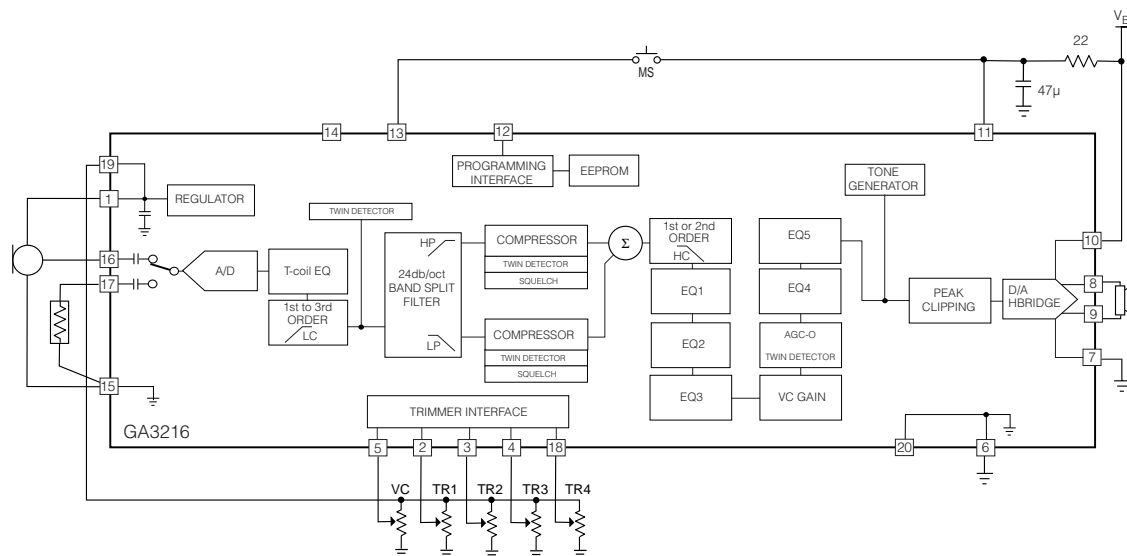 V_B
22
MS
47µ
14
13
12
11
19
1
16
17
15
PROGRAMMING INTERFACE
EEPROM
TONE GENERATOR
REGULATOR
TWIN DETECTOR
A/D
T-coil EQ
1st to 3rd ORDER
LC
HP
24db/oct
BAND SPLIT
FILTER
LP
COMPRESSOR
TWIN DETECTOR
SQUELCH
COMPRESSOR
TWIN DETECTOR
SQUELCH
Σ
1st or 2nd
ORDER
HC
EQ1
EQ2
EQ3
EQ5
EQ4
AGC-O
TWIN DETECTOR
VC GAIN
PEAK
CLIPPING
D/A
HBRIDGE
10
8
9
7
TRIMMER INTERFACE
GA3216
5
2
3
4
18
20
6
VC
TR1
TR2
TR3
TR4